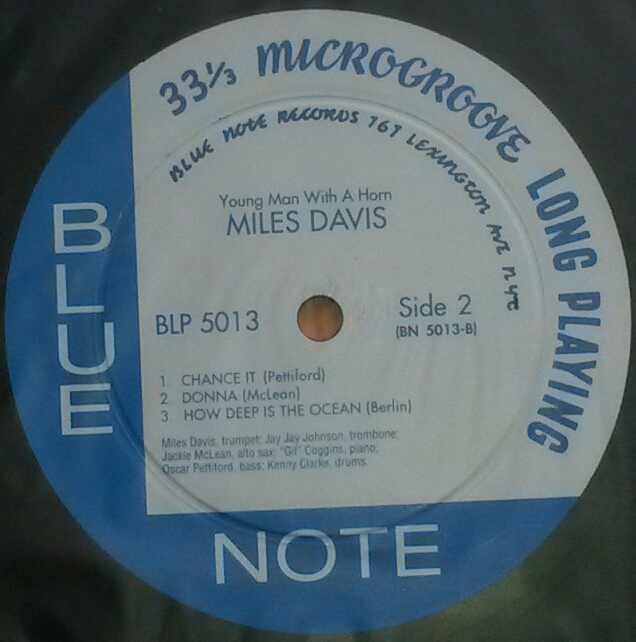 33⅓ MICROGROOVE LONG PLAYING
BLUE NOTE RECORDS 767 LEXINGTON AVE NYC
Young Man With A Horn
MILES DAVIS
BLP 5013
Side 2
(BN 5013-B)
1 CHANCE IT (Pettiford)
2. DONNA (McLean)
3 HOW DEEP IS THE OCEAN (Berlin)
Miles Davis, trumpet; Jay Jay Johnson, trombone;
Jackie McLean, alto sax; "Gil" Coggins, piano;
Oscar Pettiford, bass; Kenny Clarke, drums.
BLUE
NOTE